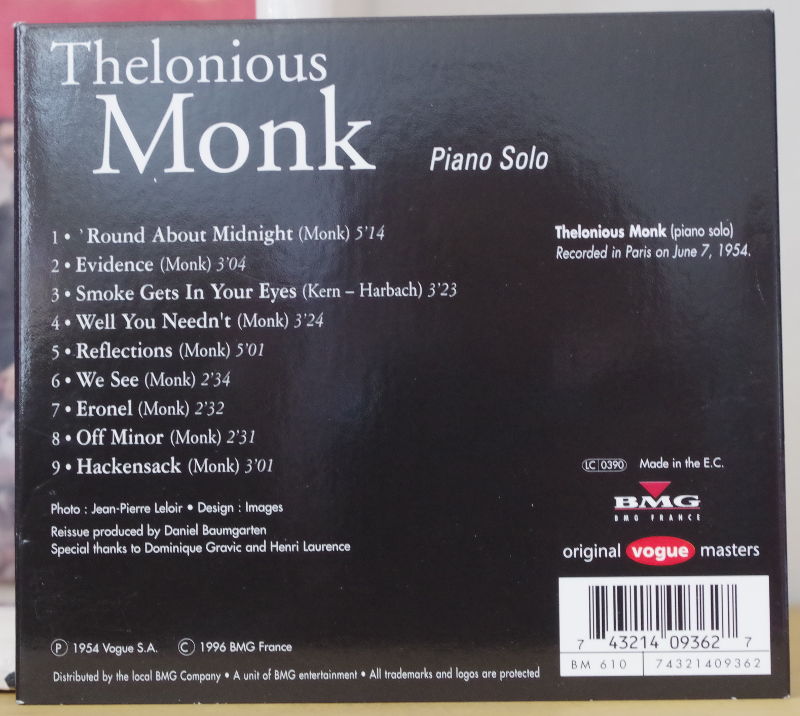 Thelonious
Monk
Piano Solo
1 • 'Round About Midnight (Monk) 5'14
2 • Evidence (Monk) 3'04
3 • Smoke Gets In Your Eyes (Kern – Harbach) 3'23
4 • Well You Needn't (Monk) 3'24
5 • Reflections (Monk) 5'01
6 • We See (Monk) 2'34
7 • Eronel (Monk) 2'32
8 • Off Minor (Monk) 2'31
9 • Hackensack (Monk) 3'01
Thelonious Monk (piano solo)
Recorded in Paris on June 7, 1954.
Photo : Jean-Pierre Leloir • Design : Images
Reissue produced by Daniel Baumgarten
Special thanks to Dominique Gravic and Henri Laurence
LC 0390 Made in the E.C.
BMG
BMG FRANCE
original vogue masters
7 43214 09362 7
BM 610 74321409362
Ⓟ 1954 Vogue S.A. Ⓒ 1996 BMG France
Distributed by the local BMG Company • A unit of BMG entertainment • All trademarks and logos are protected